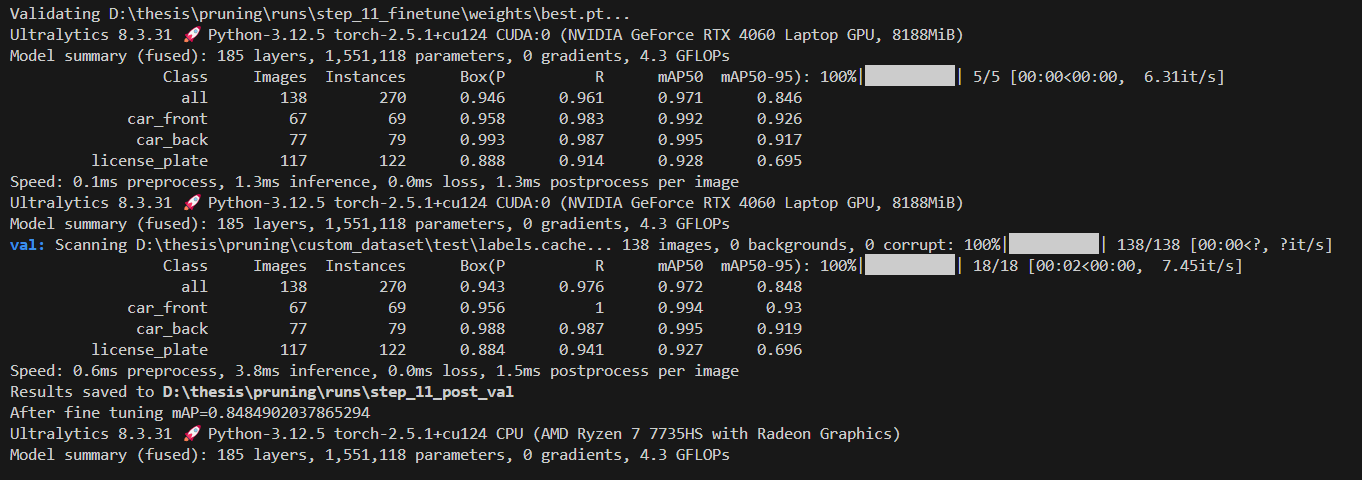 Validating D:\thesis\pruning\runs\step_11_finetune\weights\best.pt...
Ultralytics 8.3.31 🚀 Python-3.12.5 torch-2.5.1+cu124 CUDA:0 (NVIDIA GeForce RTX 4060 Laptop GPU, 8188MiB)
Model summary (fused): 185 layers, 1,551,118 parameters, 0 gradients, 4.3 GFLOPs
Class Images Instances Box(P R mAP50 mAP50-95): 100%|██████████| 5/5 [00:00<00:00, 6.31it/s]
all 138 270 0.946 0.961 0.971 0.846
car_front 67 69 0.958 0.983 0.992 0.926
car_back 77 79 0.993 0.987 0.995 0.917
license_plate 117 122 0.888 0.914 0.928 0.695
Speed: 0.1ms preprocess, 1.3ms inference, 0.0ms loss, 1.3ms postprocess per image
Ultralytics 8.3.31 🚀 Python-3.12.5 torch-2.5.1+cu124 CUDA:0 (NVIDIA GeForce RTX 4060 Laptop GPU, 8188MiB)
Model summary (fused): 185 layers, 1,551,118 parameters, 0 gradients, 4.3 GFLOPs
val: Scanning D:\thesis\pruning\custom_dataset\test\labels.cache... 138 images, 0 backgrounds, 0 corrupt: 100%|██████████| 138/138 [00:00<?, ?it/s]
Class Images Instances Box(P R mAP50 mAP50-95): 100%|██████████| 18/18 [00:02<00:00, 7.45it/s]
all 138 270 0.943 0.976 0.972 0.848
car_front 67 69 0.956 1 0.994 0.93
car_back 77 79 0.988 0.987 0.995 0.919
license_plate 117 122 0.884 0.941 0.927 0.696
Speed: 0.6ms preprocess, 3.8ms inference, 0.0ms loss, 1.5ms postprocess per image
Results saved to D:\thesis\pruning\runs\step_11_post_val
After fine tuning mAP=0.8484902037865294
Ultralytics 8.3.31 🚀 Python-3.12.5 torch-2.5.1+cu124 CPU (AMD Ryzen 7 7735HS with Radeon Graphics)
Model summary (fused): 185 layers, 1,551,118 parameters, 0 gradients, 4.3 GFLOPs